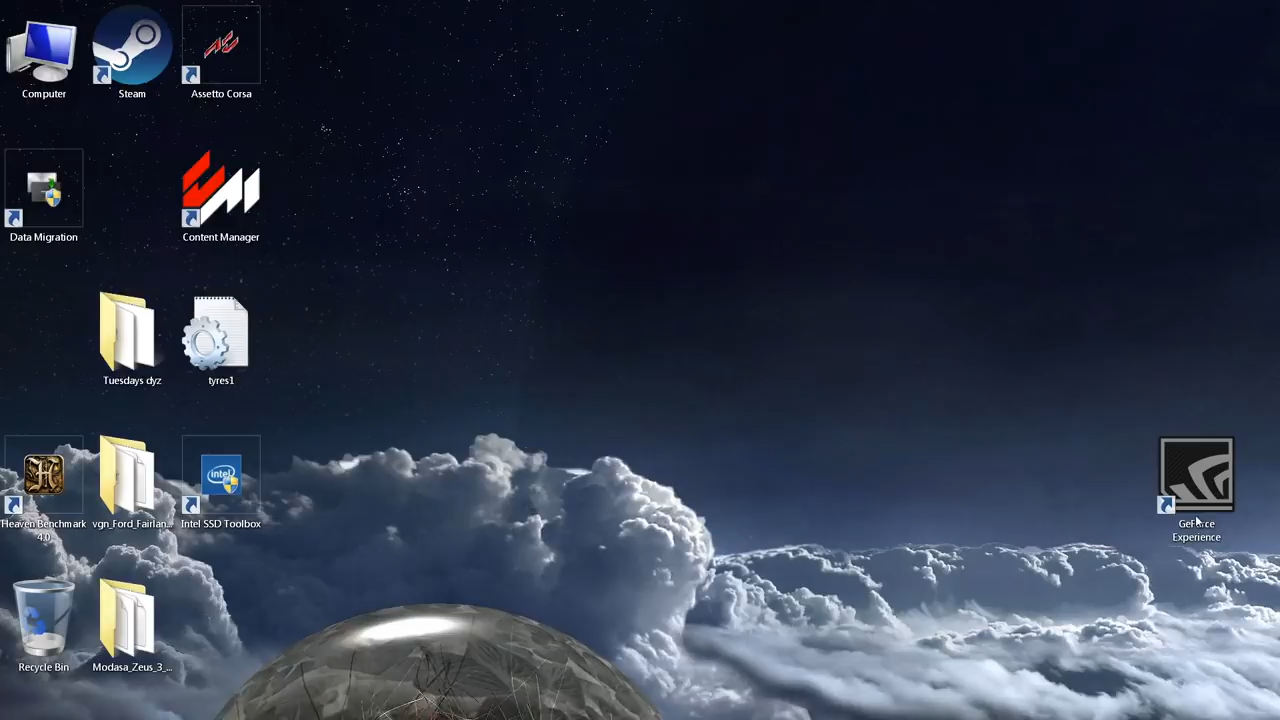 Computer
Steam
Assetto Corsa
Data Migration
Content Manager
Tuesdays dyz
tyres1
Heaven Benchmark
4.0
vgn_Ford_Fairlan...
intel
Intel SSD Toolbox
GeForce
Experience
Recycle Bin
Modasa_Zeus_3_...